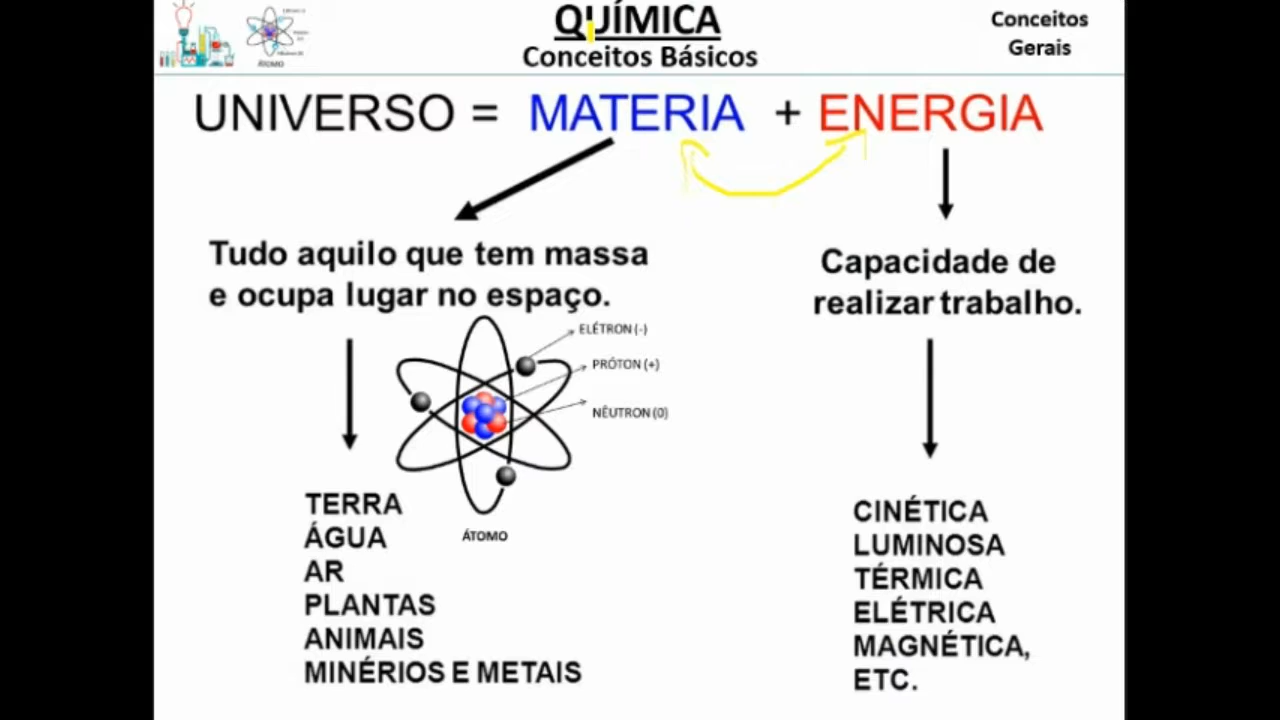 QUÍMICA
Conceitos Básicos
Conceitos
Gerais
ÁTOMO
UNIVERSO = MATERIA + ENERGIA
Tudo aquilo que tem massa
e ocupa lugar no espaço.
Capacidade de
realizar trabalho.
ELÉTRON (-)
PRÓTON (+)
NÊUTRON (0)
ÁTOMO
TERRA
ÁGUA
AR
PLANTAS
ANIMAIS
MINÉRIOS E METAIS
CINÉTICA
LUMINOSA
TÉRMICA
ELÉTRICA
MAGNÉTICA,
ETC.